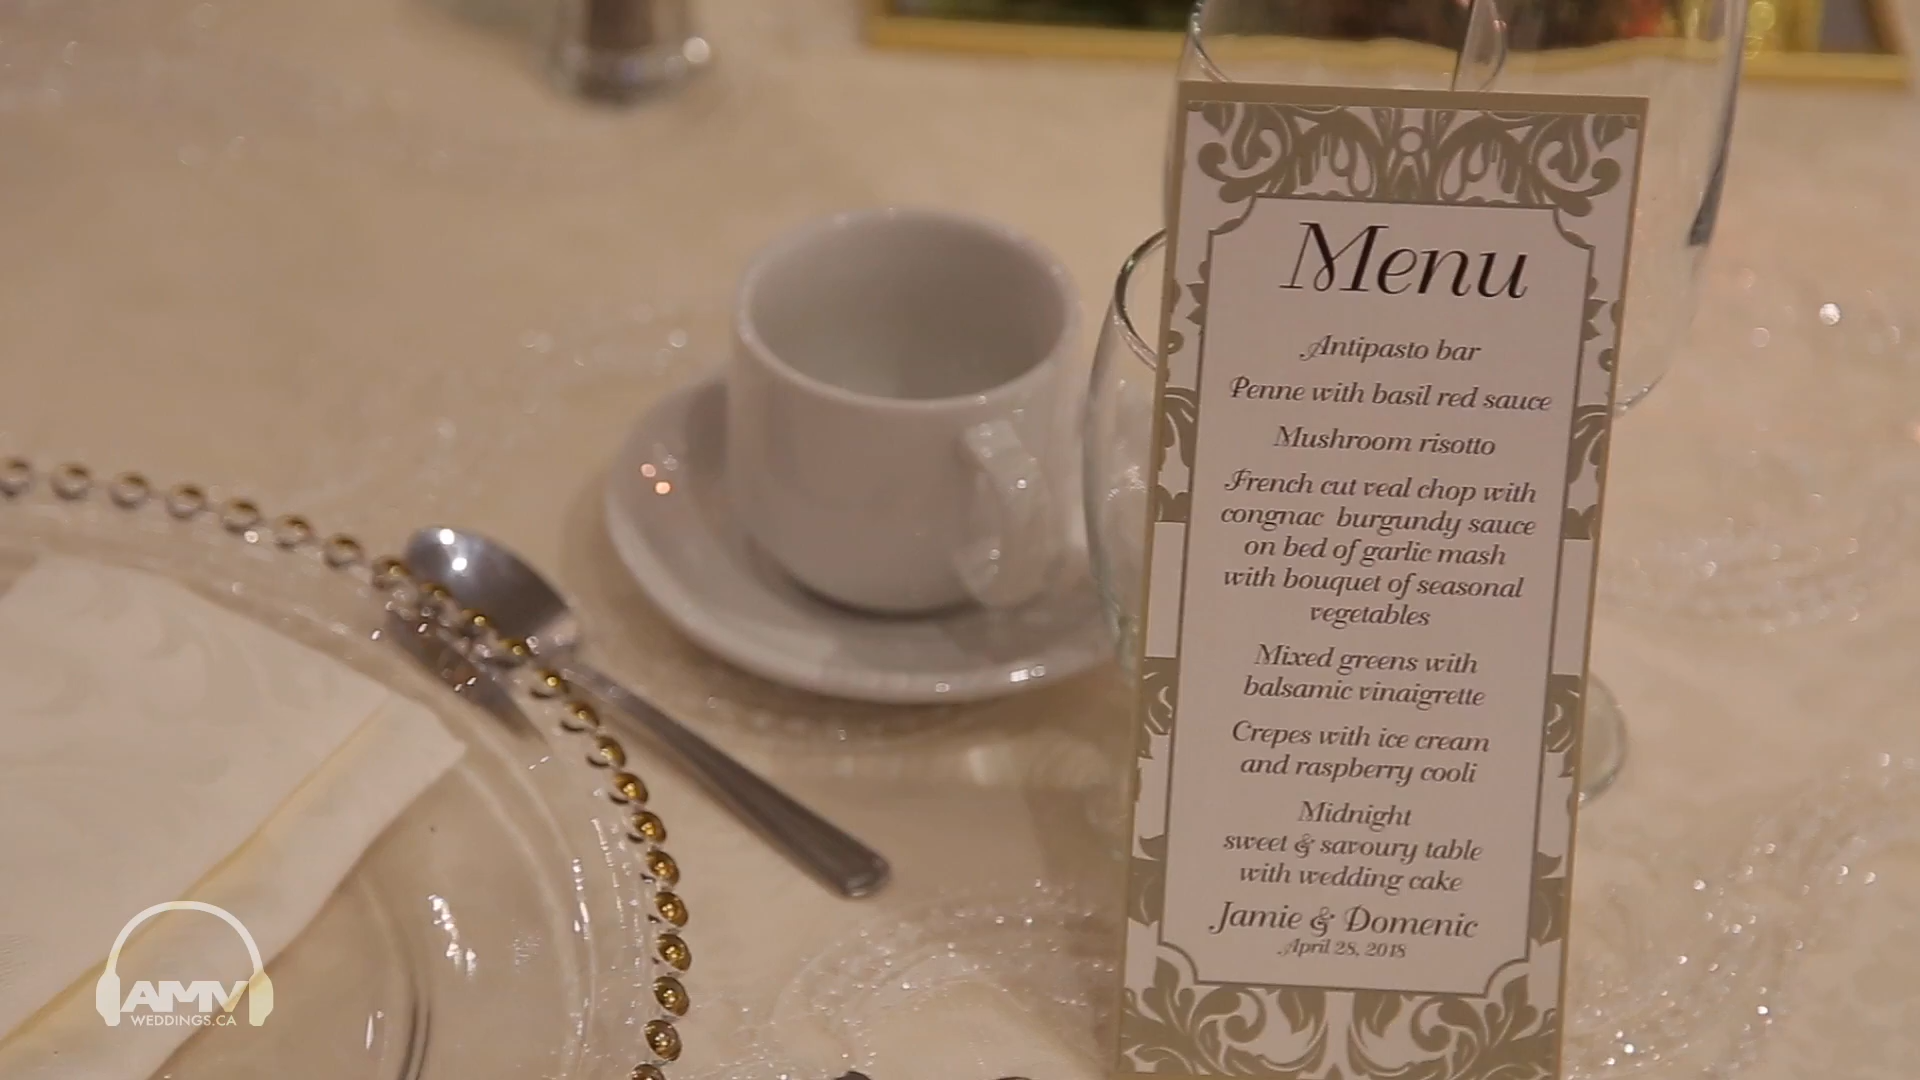 Menu
Antipasto bar
Penne with basil red sauce
Mushroom risotto
French cut veal chop with
congnac burgundy sauce
on bed of garlic mash
with bouquet of seasonal
vegetables
Mixed greens with
balsamic vinaigrette
Crepes with ice cream
and raspberry cooli
Midnight
sweet & savoury table
with wedding cake
Jamie & Domenic
April 28, 2018
AMV
WEDDINGS.CA